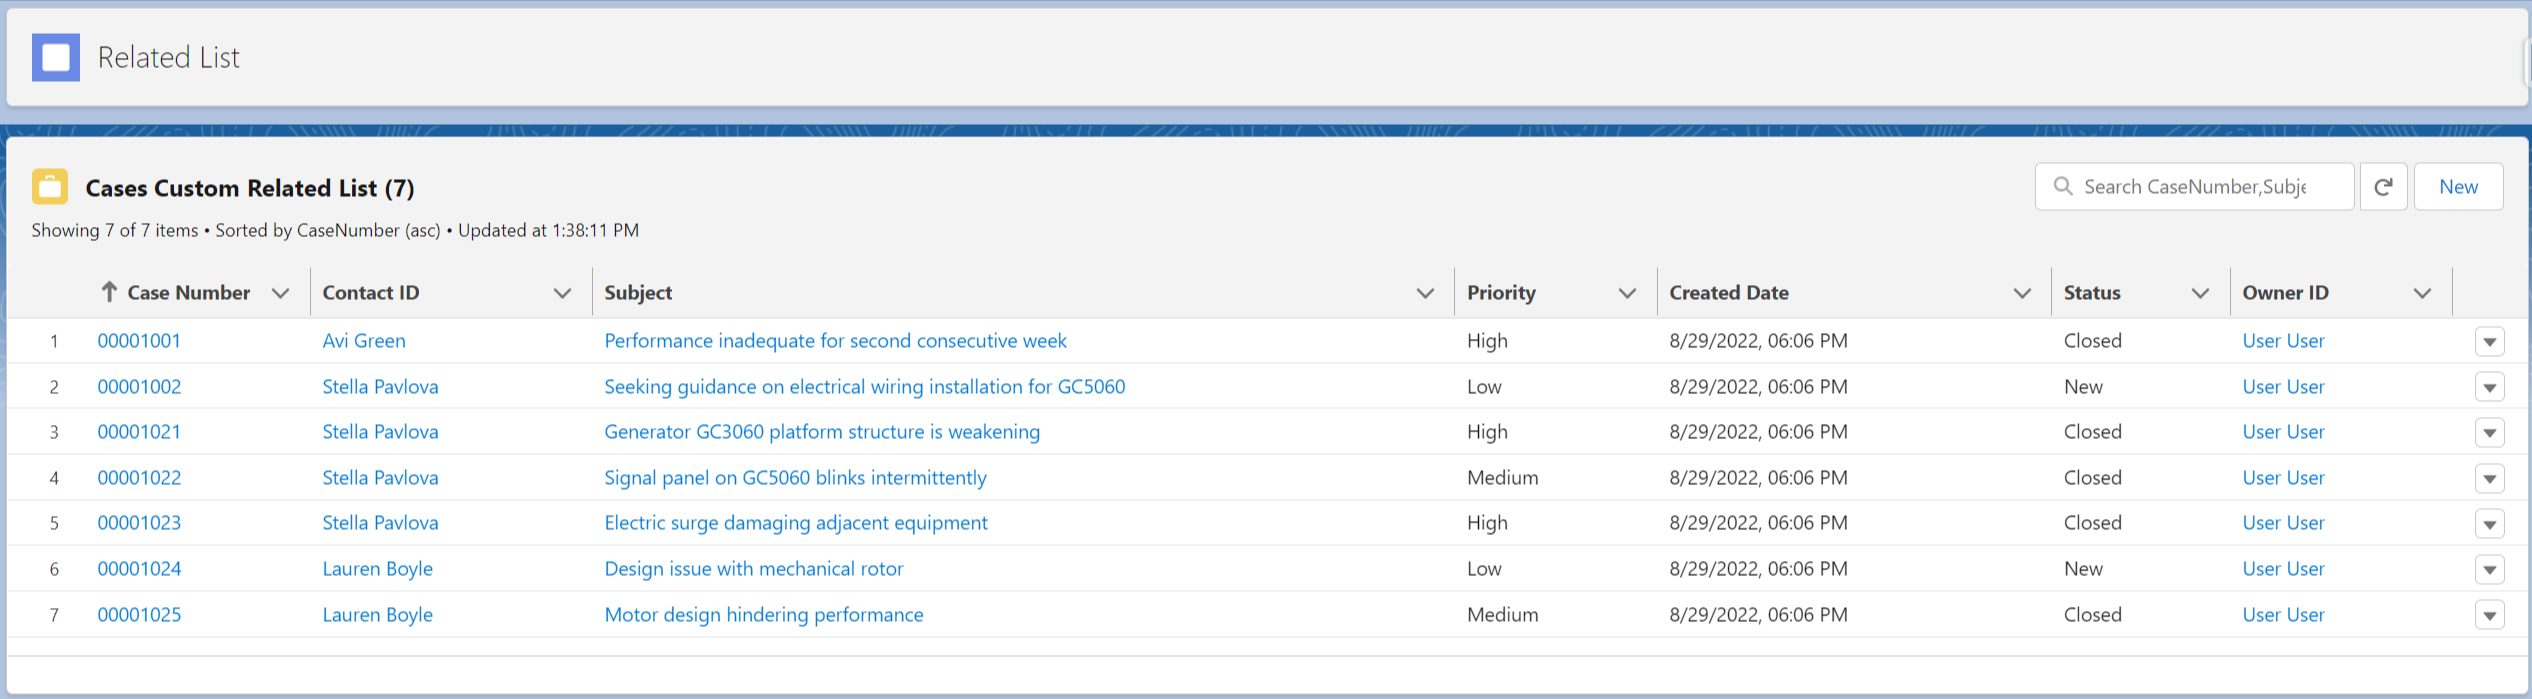 Related List
Cases Custom Related List (7)
Search CaseNumber,Subje
New
Showing 7 of 7 items • Sorted by CaseNumber (asc) • Updated at 1:38:11 PM
Case Number Contact ID Subject Priority Created Date Status Owner ID
1 00001001 Avi Green Performance inadequate for second consecutive week High 8/29/2022, 06:06 PM Closed User User
2 00001002 Stella Pavlova Seeking guidance on electrical wiring installation for GC5060 Low 8/29/2022, 06:06 PM New User User
3 00001021 Stella Pavlova Generator GC3060 platform structure is weakening High 8/29/2022, 06:06 PM Closed User User
4 00001022 Stella Pavlova Signal panel on GC5060 blinks intermittently Medium 8/29/2022, 06:06 PM Closed User User
5 00001023 Stella Pavlova Electric surge damaging adjacent equipment High 8/29/2022, 06:06 PM Closed User User
6 00001024 Lauren Boyle Design issue with mechanical rotor Low 8/29/2022, 06:06 PM New User User
7 00001025 Lauren Boyle Motor design hindering performance Medium 8/29/2022, 06:06 PM Closed User User